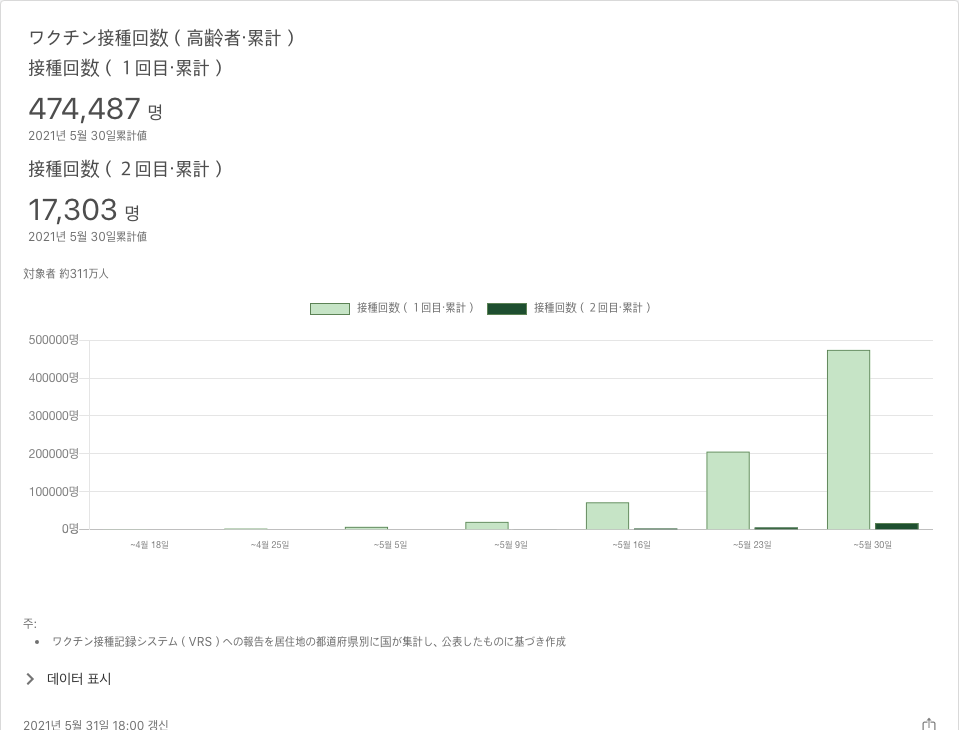 ワクチン接種回数（高齢者·累計）
接種回数（１回目·累計）
474,487 명
2021년 5월 30일累計値
接種回数（２回目·累計）
17,303 명
2021년 5월 30일累計値
対象者 約311万人
接種回数（１回目·累計） 接種回数（２回目·累計）
500000명
400000명
300000명
200000명
100000명
0명
~4월 18일 ~4월 25일 ~5월 5일 ~5월 9일 ~5월 16일 ~5월 23일 ~5월 30일
주:
• ワクチン接種記録システム（VRS）への報告を居住地の都道府県別に国が集計し、公表したものに基づき作成
데이터 표시
2021년 5월 31일 18:00 갱신